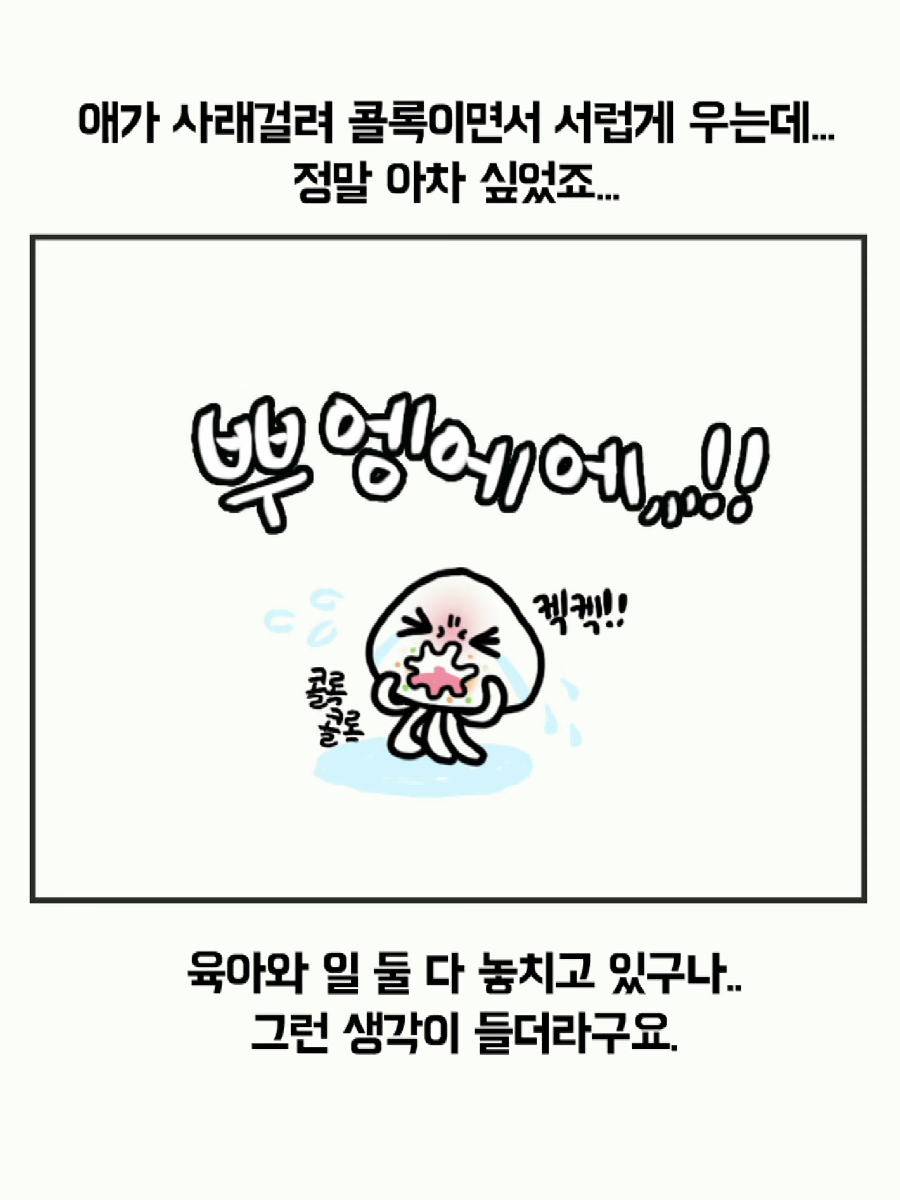 애가 사래걸려 콜록이면서 서럽게 우는데...
정말 아차 싶었죠...
뿌엥에에,,,,!!
켁켁!!
콜록
콜록
육아와 일 둘 다 놓치고 있구나..
그런 생각이 들더라구요.